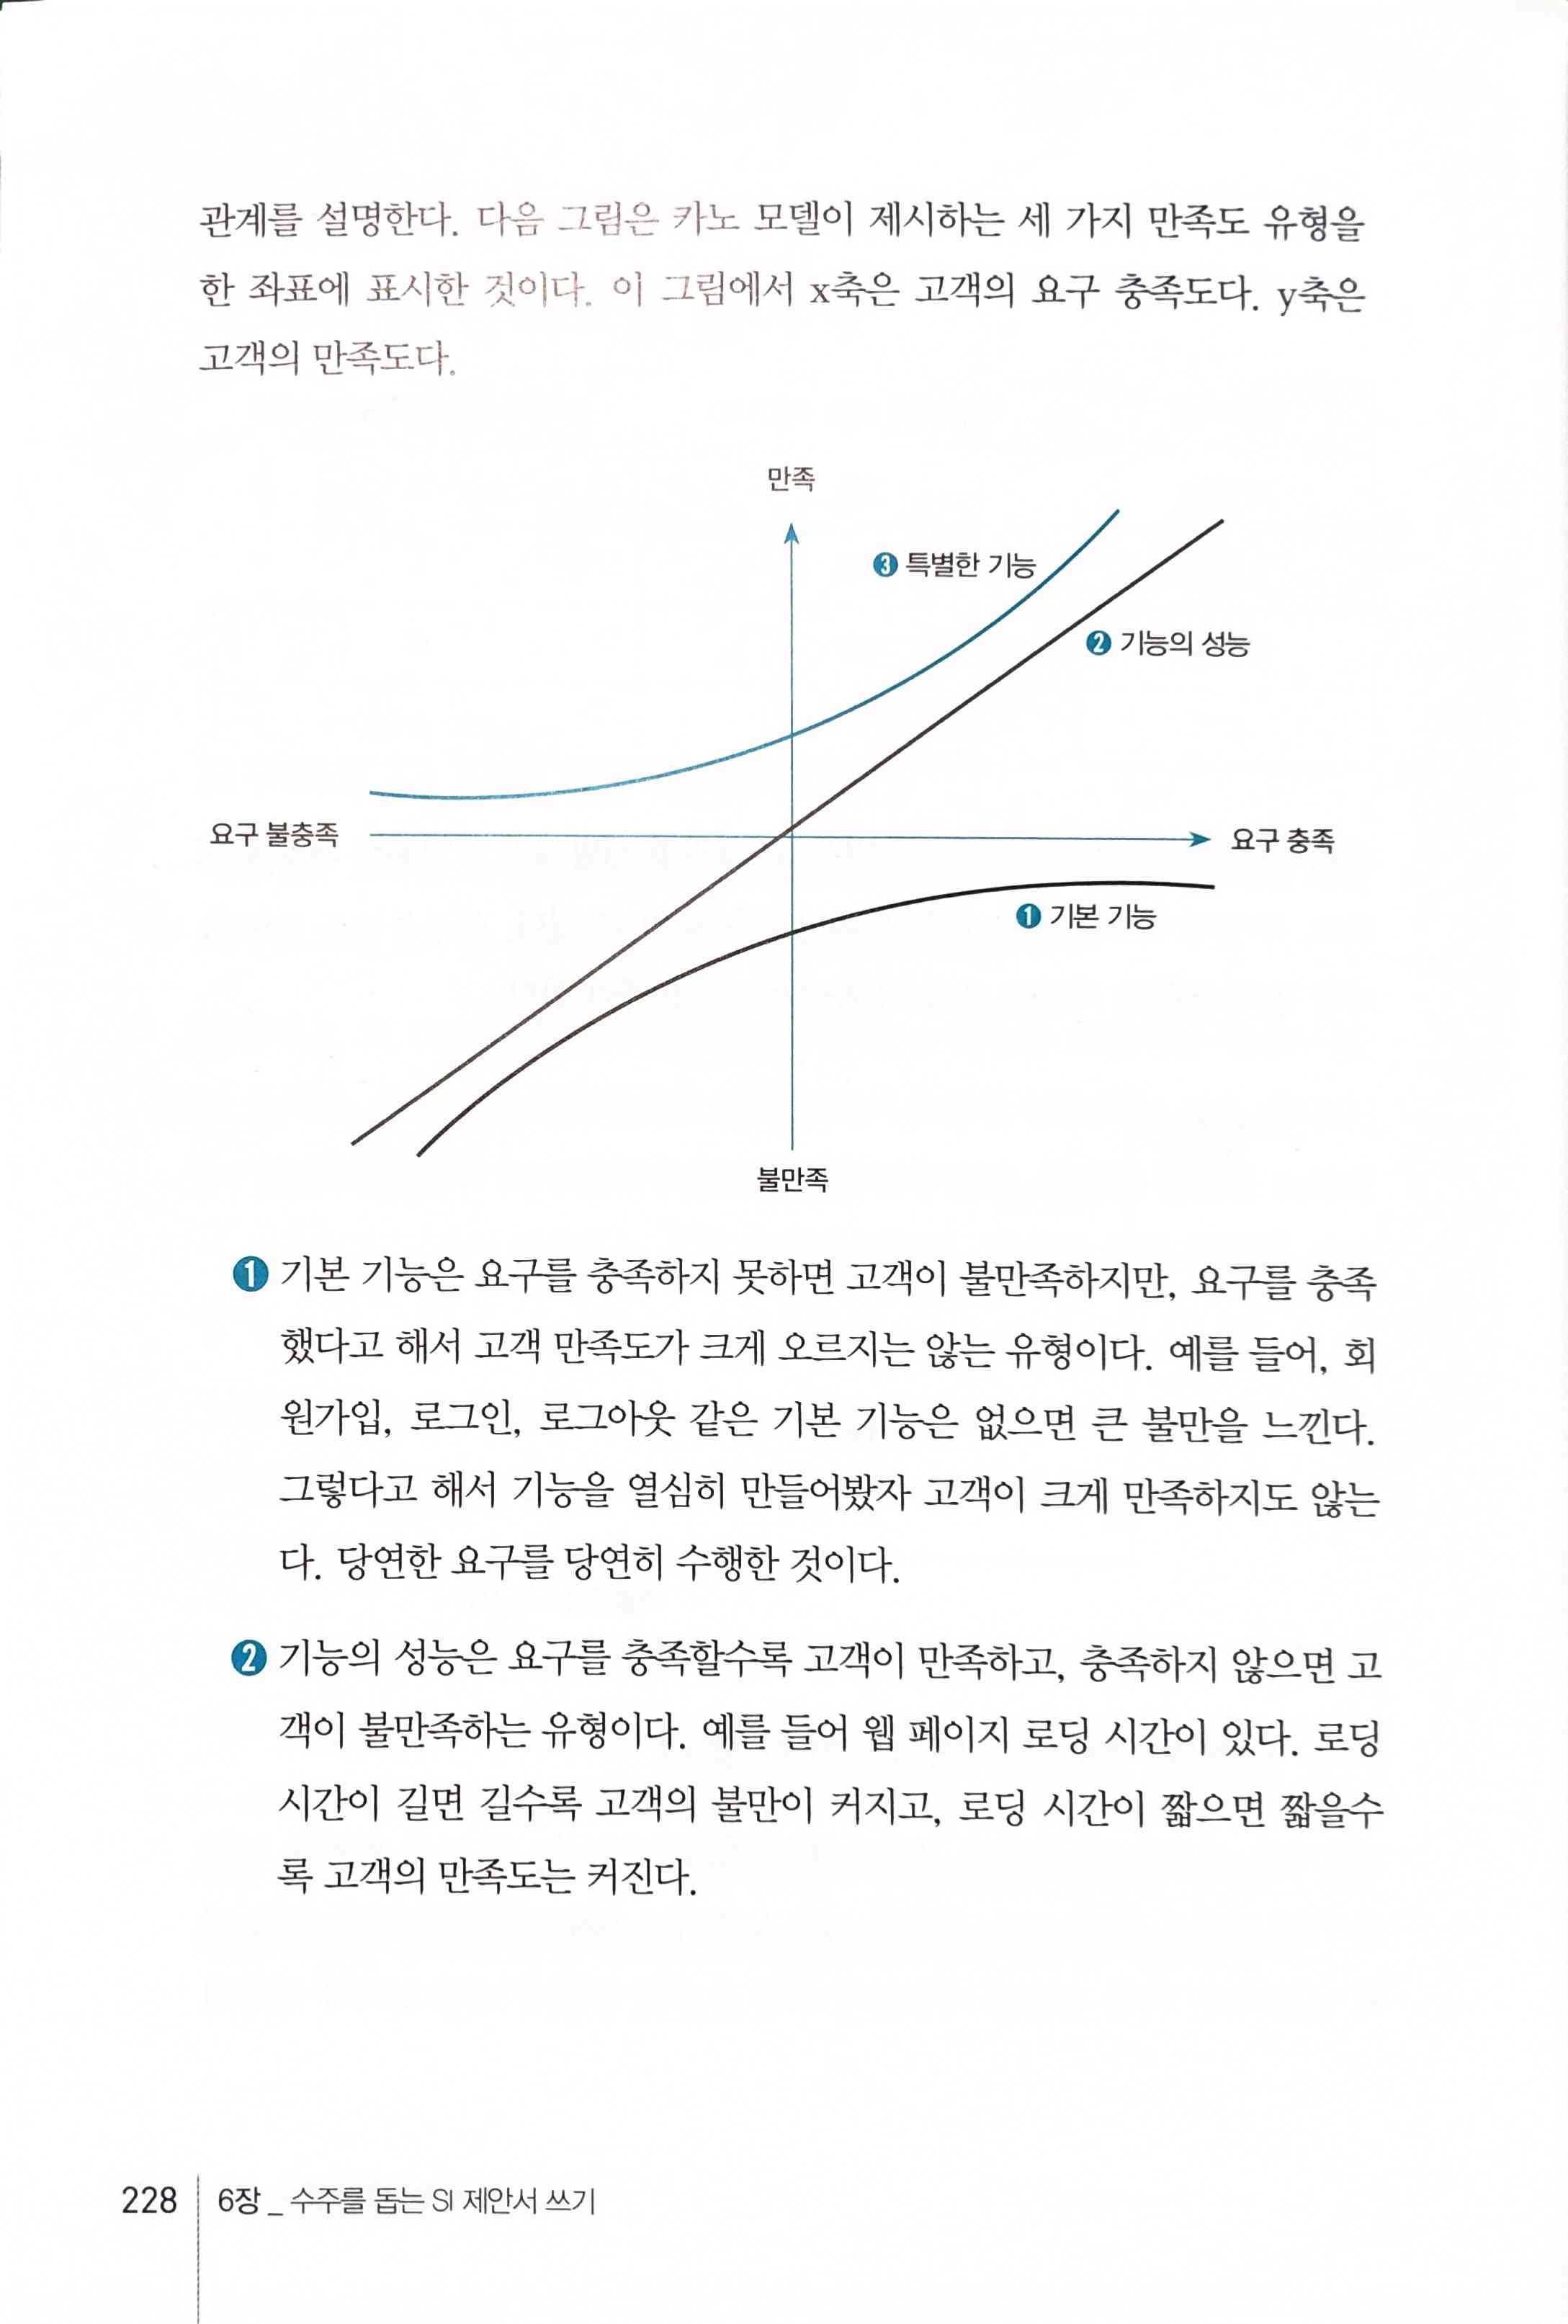 관계를 설명한다. 다음 그림은 카노 모델이 제시하는 세 가지 만족도 유형을
한 좌표에 표시한 것이다. 이 그림에서 x축은 고객의 요구 충족도다. y축은
고객의 만족도다.
만족
❸ 특별한 기능
❷ 기능의 성능
요구 불충족
요구 충족
❶ 기본 기능
불만족
❶ 기본 기능은 요구를 충족하지 못하면 고객이 불만족하지만, 요구를 충족
했다고 해서 고객 만족도가 크게 오르지는 않는 유형이다. 예를 들어, 회
원가입, 로그인, 로그아웃 같은 기본 기능은 없으면 큰 불만을 느낀다.
그렇다고 해서 기능을 열심히 만들어봤자 고객이 크게 만족하지도 않는
다. 당연한 요구를 당연히 수행한 것이다.
❷ 기능의 성능은 요구를 충족할수록 고객이 만족하고, 충족하지 않으면 고
객이 불만족하는 유형이다. 예를 들어 웹 페이지 로딩 시간이 있다. 로딩
시간이 길면 길수록 고객의 불만이 커지고, 로딩 시간이 짧으면 짧을수
록 고객의 만족도는 커진다.
228 6장 _ 수주를 돕는 SI 제안서 쓰기